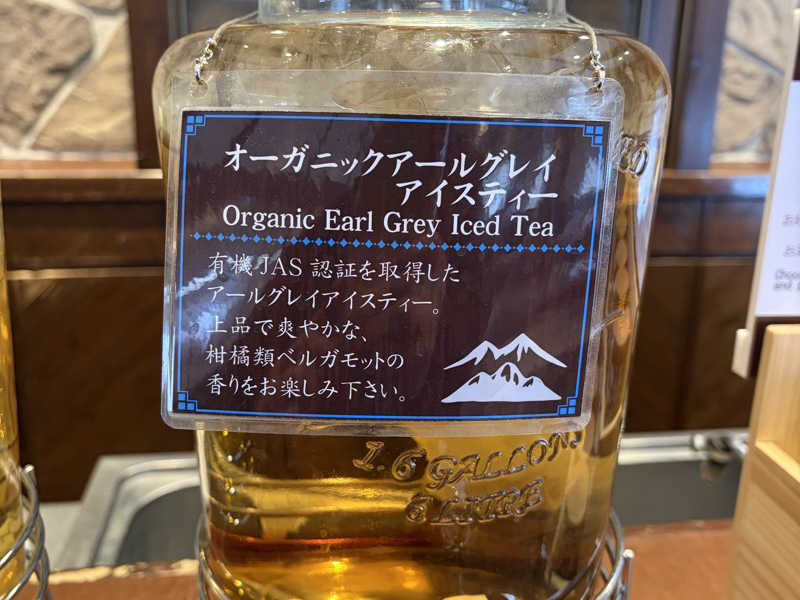 オーガニックアールグレイ
アイスティー
Organic Earl Grey Iced Tea
有機JAS認証を取得した
アールグレイアイスティー。
上品で爽やかな、
柑橘類ベルガモットの
香りをお楽しみ下さい。
1.6 GALLON
6 LITRE